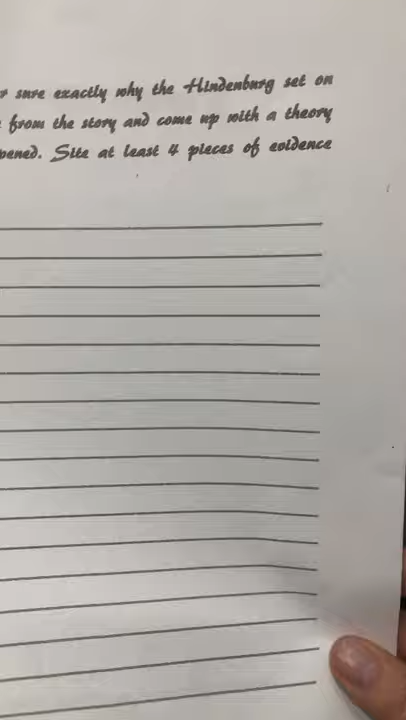 sure exactly why the Hindenburg set on
from the story and come up with a theory
pened. Site at least 4 pieces of evidence